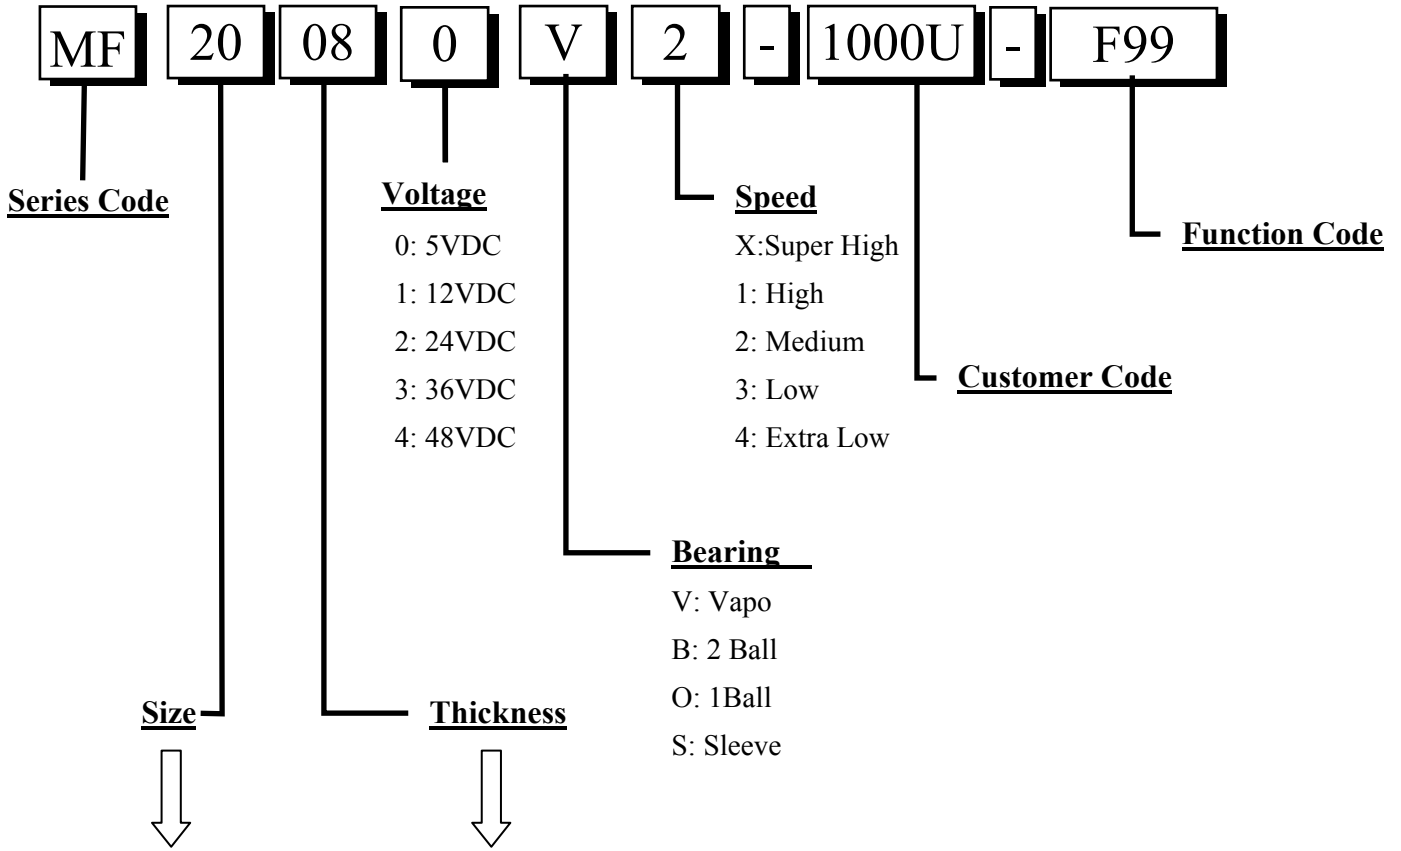 MF 20 08 0 V 2 - 1000U - F99
Series Code
Voltage
0: 5VDC
1: 12VDC
2: 24VDC
3: 36VDC
4: 48VDC
Speed
X:Super High
1: High
2: Medium
3: Low
4: Extra Low
Function Code
Customer Code
Bearing
V: Vapo
B: 2 Ball
O: 1Ball
S: Sleeve
Size
Thickness